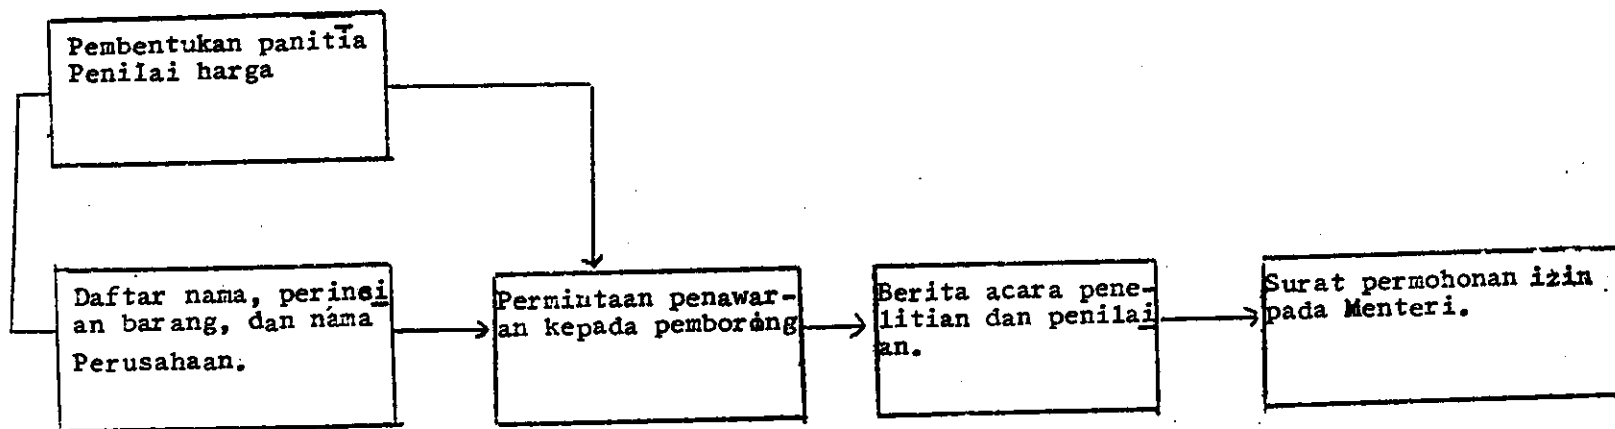 Pembentukan panitia
Penilai harga
Daftar nama, perinci
an barang, dan nama
Perusahaan.
Permintaan penawar-
an kepada pemborong
Berita acara pene-
litian dan penilai
an.
Surat permohonan izin
pada Menteri.